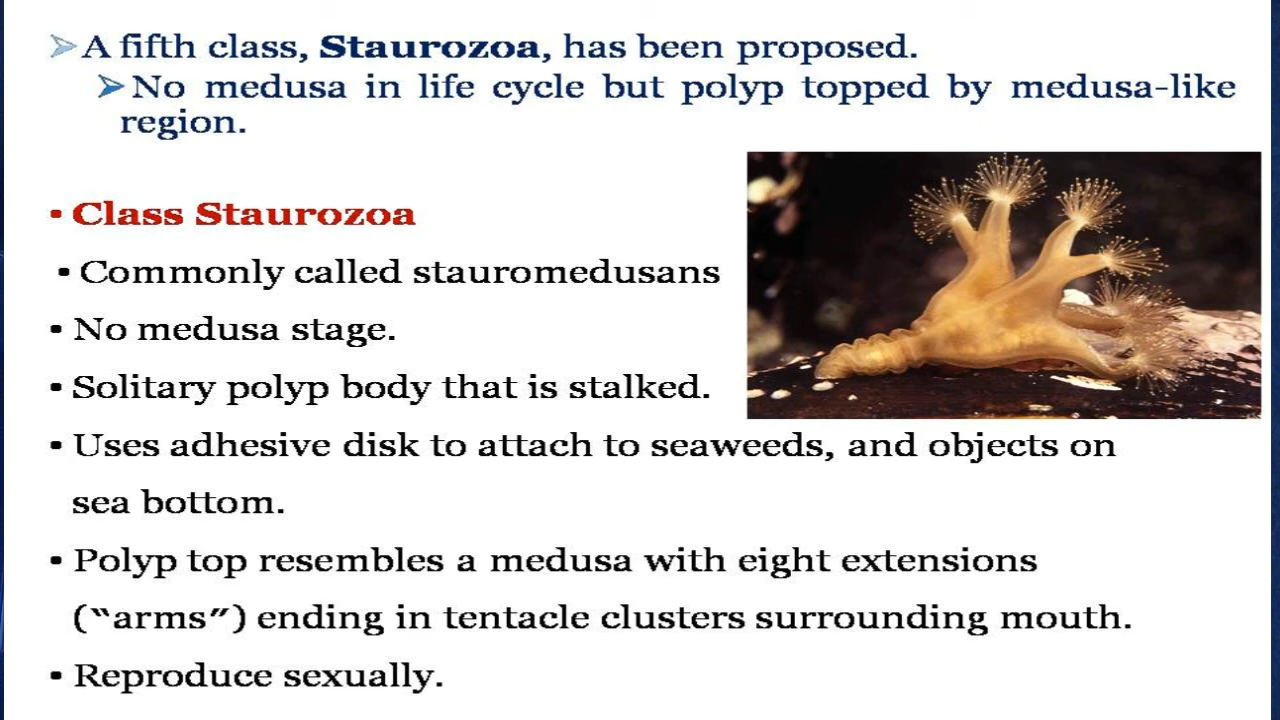 ➢A fifth class, Staurozoa, has been proposed.
➢No medusa in life cycle but polyp topped by medusa-like
region.
• Class Staurozoa
• Commonly called stauromedusans
• No medusa stage.
• Solitary polyp body that is stalked.
• Uses adhesive disk to attach to seaweeds, and objects on
sea bottom.
• Polyp top resembles a medusa with eight extensions
(“arms”) ending in tentacle clusters surrounding mouth.
• Reproduce sexually.